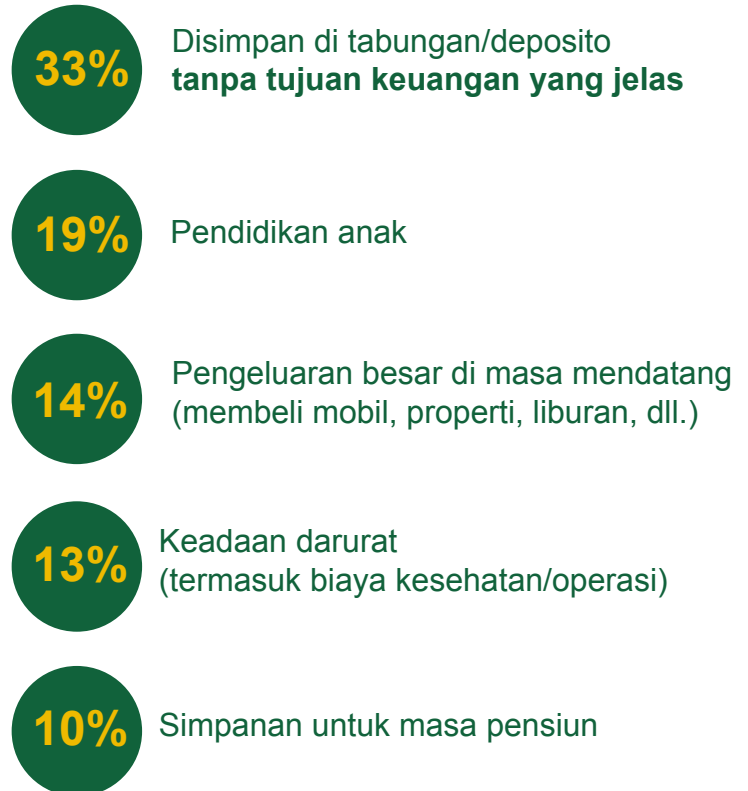 33%
Disimpan di tabungan/deposito
tanpa tujuan keuangan yang jelas
19%
Pendidikan anak
14%
Pengeluaran besar di masa mendatang
(membeli mobil, properti, liburan, dll.)
13%
Keadaan darurat
(termasuk biaya kesehatan/operasi)
10%
Simpanan untuk masa pensiun